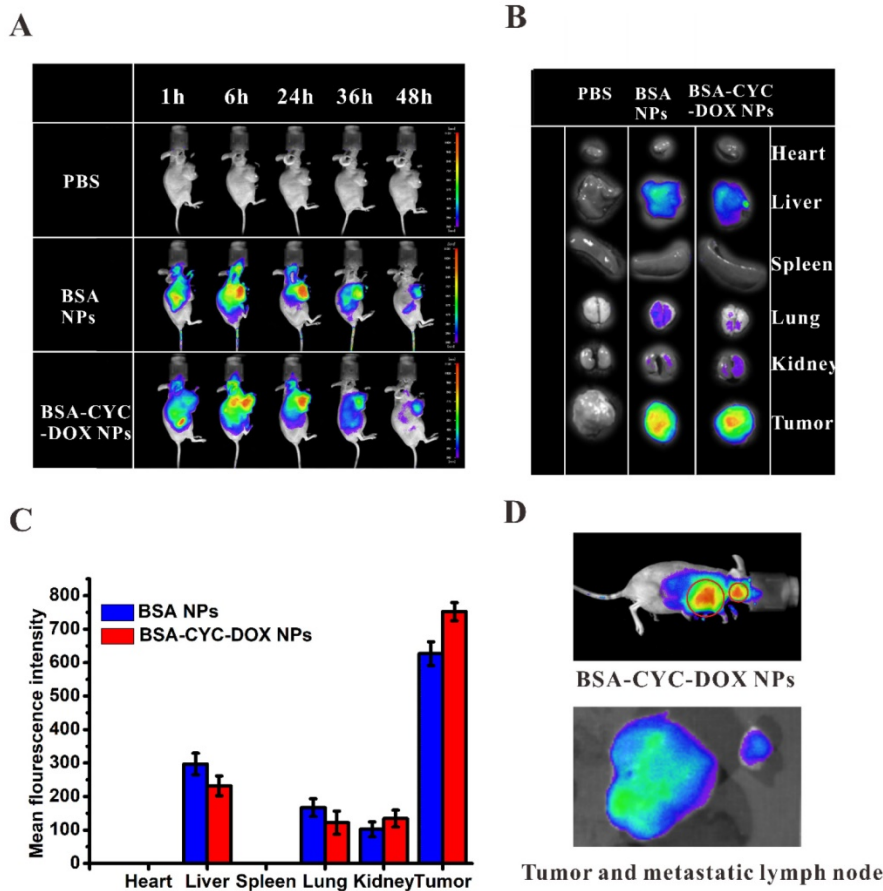 A
1h 6h 24h 36h 48h
PBS
BSA
NPs
BSA-CYC
-DOX NPs
B
PBS BSA
NPs BSA-CYC
-DOX NPs
Heart
Liver
Spleen
Lung
Kidney
Tumor
C
Mean flourescence intensity
800
700
600
500
400
300
200
100
0
BSA NPs
BSA-CYC-DOX NPs
Heart Liver Spleen Lung Kidney Tumor
D
BSA-CYC-DOX NPs
Tumor and metastatic lymph node